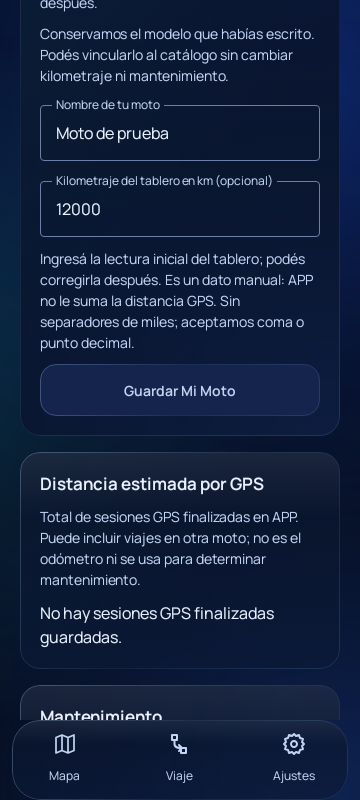 después.
Conservamos el modelo que habías escrito.
Podés vincularlo al catálogo sin cambiar
kilometraje ni mantenimiento.
Nombre de tu moto
Moto de prueba
Kilometraje del tablero en km (opcional)
12000
Ingresá la lectura inicial del tablero; podés
corregirla después. Es un dato manual: APP
no le suma la distancia GPS. Sin
separadores de miles; aceptamos coma o
punto decimal.
Guardar Mi Moto
Distancia estimada por GPS
Total de sesiones GPS finalizadas en APP.
Puede incluir viajes en otra moto; no es el
odómetro ni se usa para determinar
mantenimiento.
No hay sesiones GPS finalizadas
guardadas.
Mantenimiento
Mapa
Viaje
Ajustes